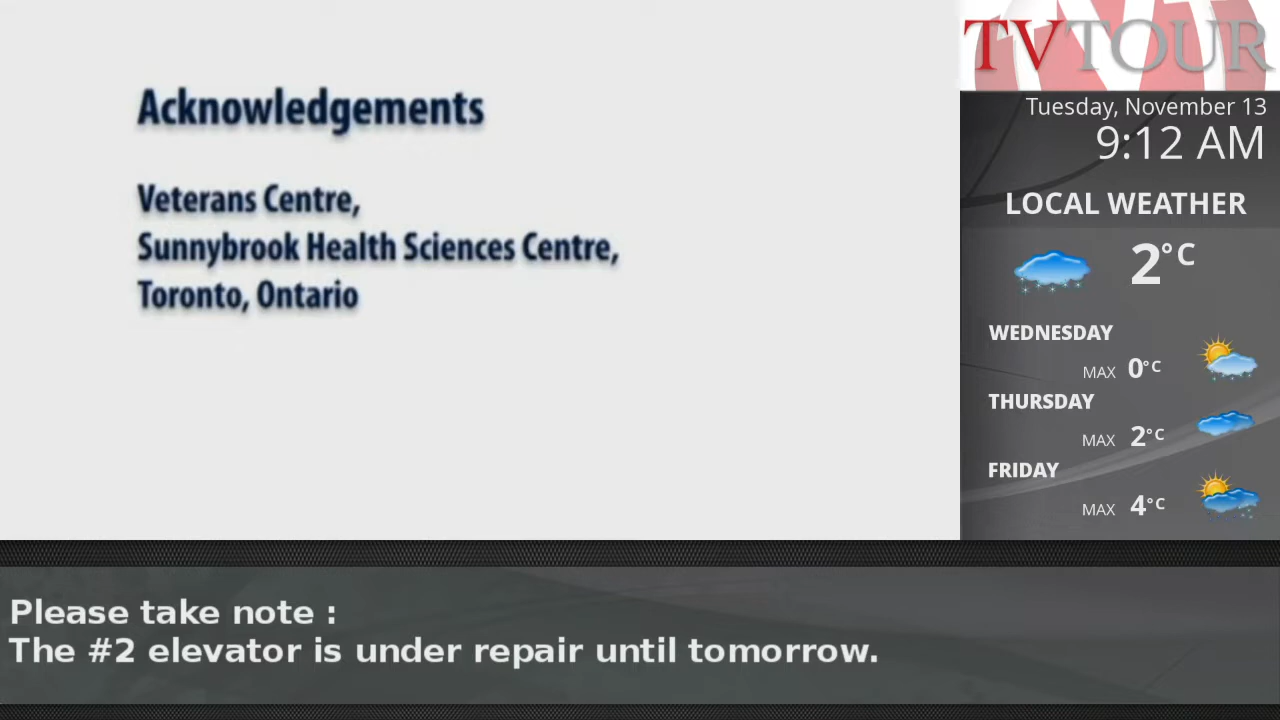 Acknowledgements
Veterans Centre,
Sunnybrook Health Sciences Centre,
Toronto, Ontario
TVTOUR
Tuesday, November 13
9:12 AM
LOCAL WEATHER
2°C
WEDNESDAY
MAX 0°C
THURSDAY
MAX 2°C
FRIDAY
MAX 4°C
Please take note :
The #2 elevator is under repair until tomorrow.